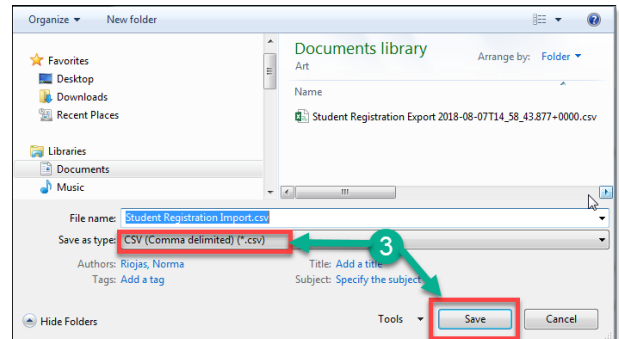 Organize New folder
Favorites
Desktop
Downloads
Recent Places
Libraries
Documents
Music
Documents library
Art
Arrange by: Folder
Name
Student Registration Export 2018-08-07T14_58_43.877+0000.csv
File name: Student Registration Import.csv
Save as type: CSV (Comma delimited) (*.csv)
3
Authors: Riojas, Norma
Title: Add a title
Tags: Add a tag
Subject: Specify the subject
Hide Folders
Tools Save Cancel